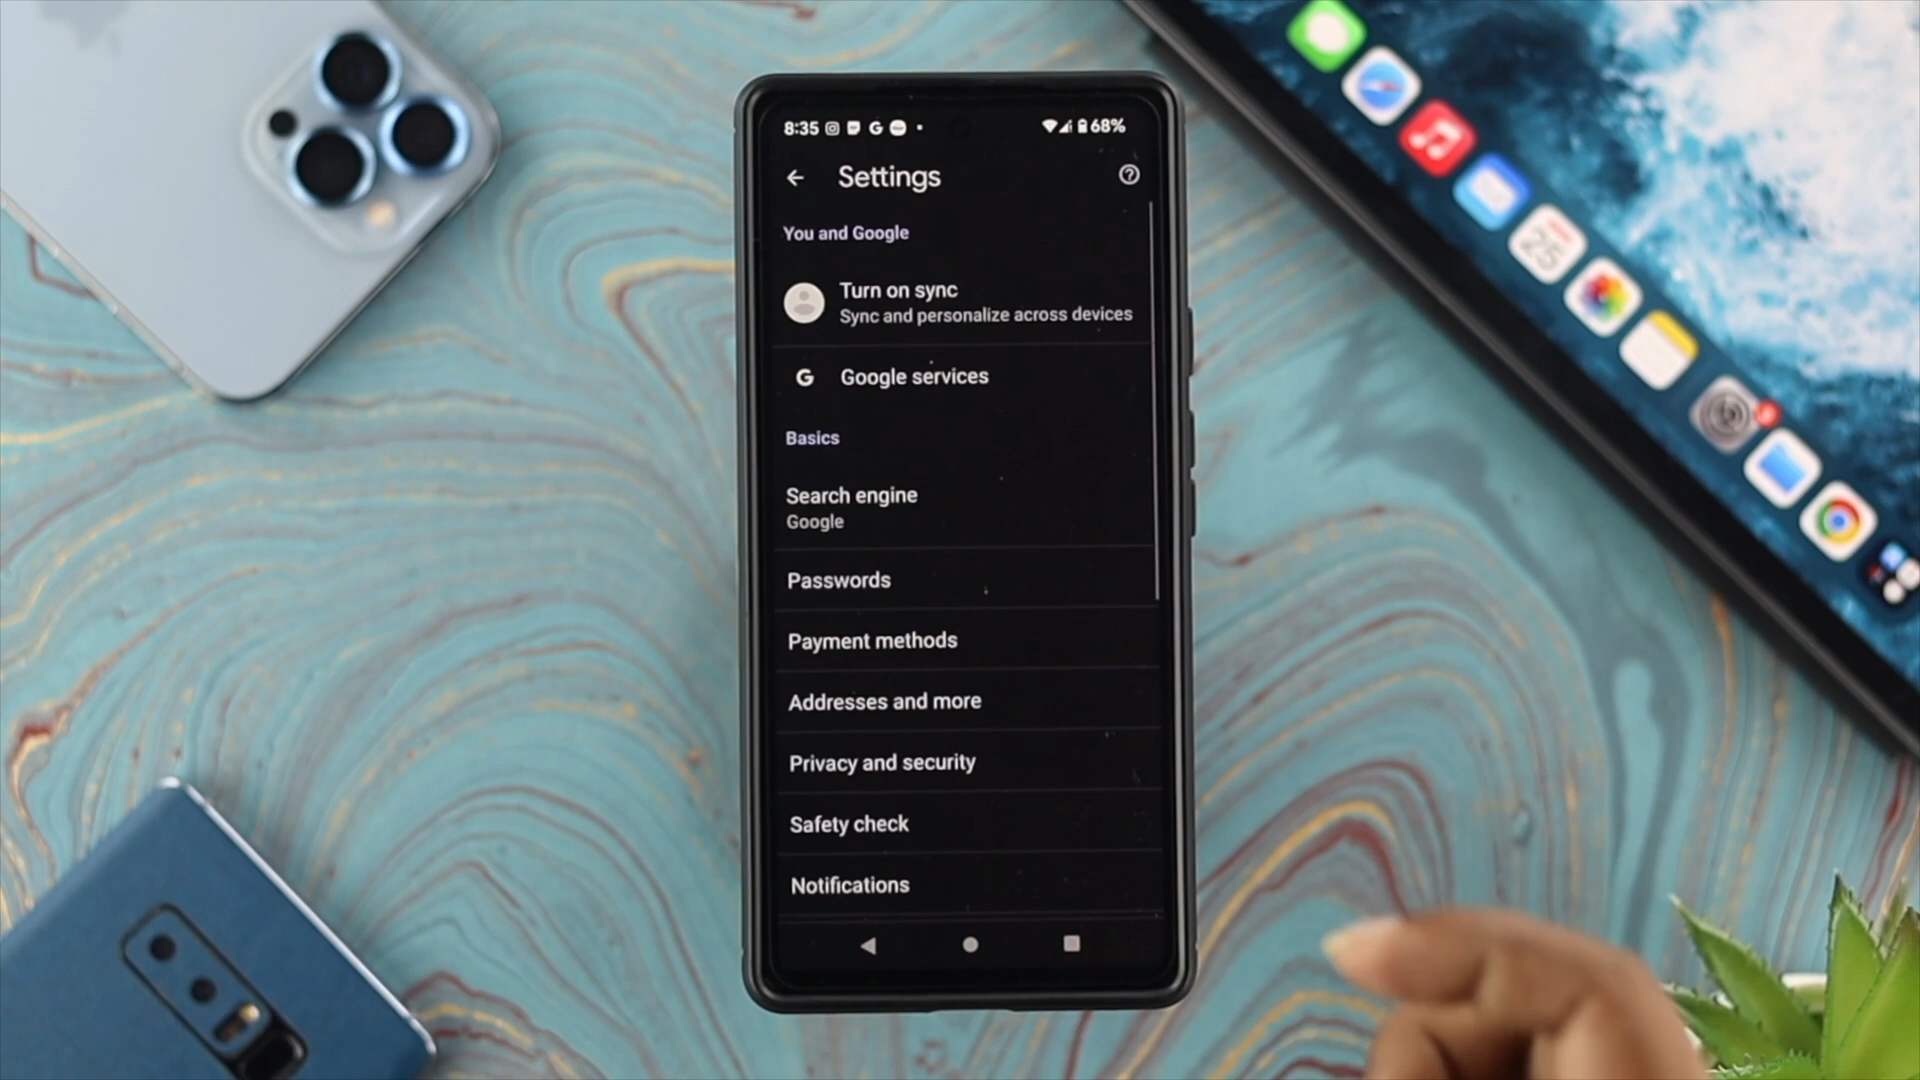 8:35 G 68%
Settings
You and Google
Turn on sync
Sync and personalize across devices
G Google services
Basics
Search engine
Google
Passwords
Payment methods
Addresses and more
Privacy and security
Safety check
Notifications
25